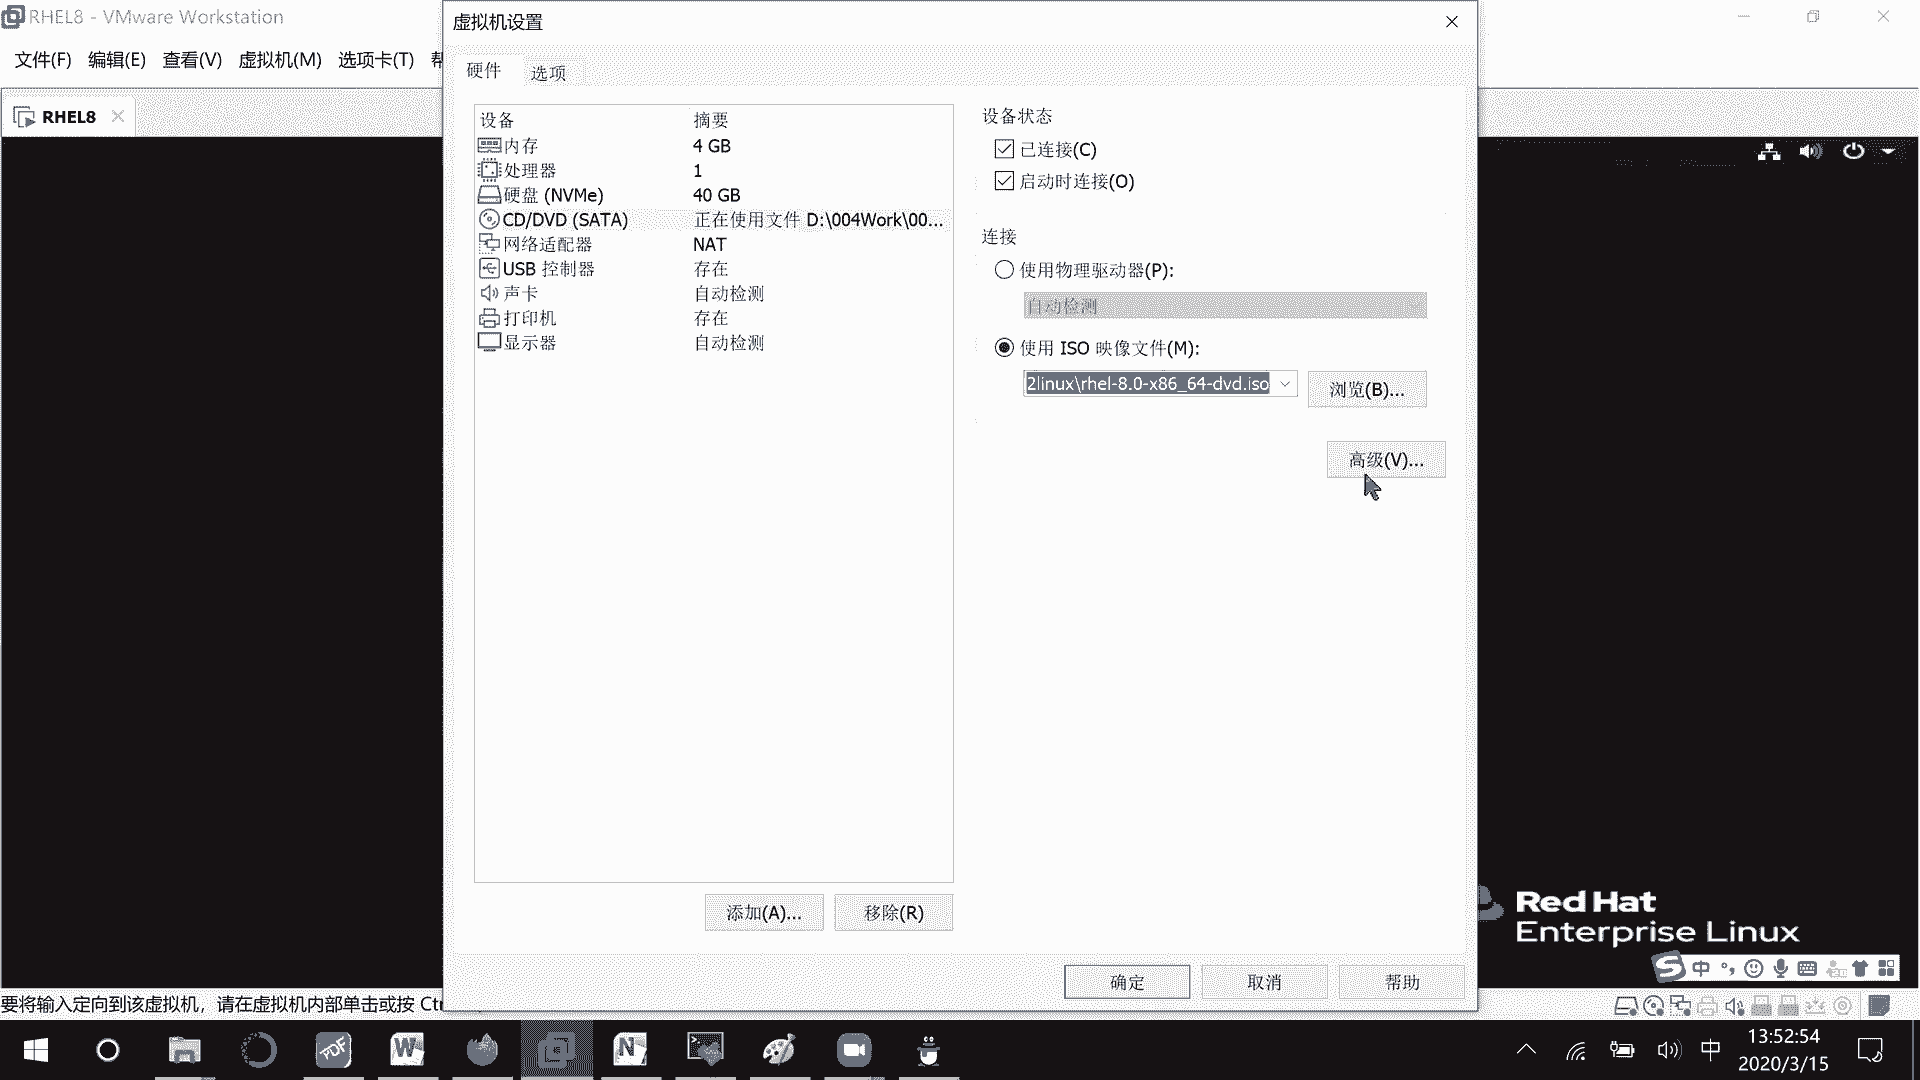 RHEL8 - VMware Workstation
文件(F) 编辑(E) 查看(V) 虚拟机(M) 选项卡(T)
RHEL8
虚拟机设置
硬件 选项
设备 摘要
内存 4 GB
处理器 1
硬盘 (NVMe) 40 GB
CD/DVD (SATA) 正在使用文件 D:\004Work\00...
网络适配器 NAT
USB 控制器 存在
声卡 自动检测
打印机 存在
显示器 自动检测
添加(A)... 移除(R)
设备状态
已连接(C)
启动时连接(O)
连接
使用物理驱动器(P):
自动检测
使用 ISO 映像文件(M):
2linux\rhel-8.0-x86_64-dvd.iso 浏览(B)...
高级(V)...
确定 取消 帮助
Red Hat
Enterprise Linux
中
要将输入定向到该虚拟机，请在虚拟机内部单击或按 Ct
中
13:52:54
2020/3/15